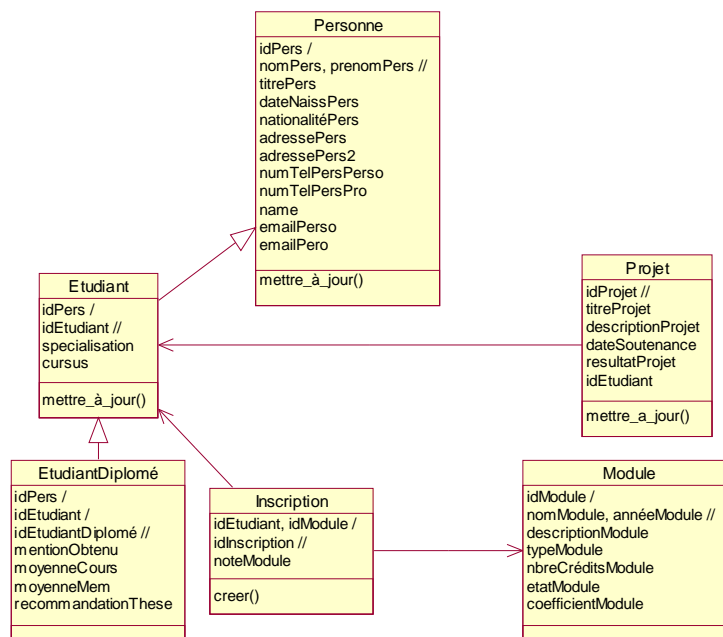 Personne
idPers /
nomPers, prenomPers //
titrePers
dateNaissPers
nationalitéPers
adressePers
adressePers2
numTelPersPerso
numTelPersPro
name
emailPerso
emailPero
mettre_à_jour()
Etudiant
idPers /
idEtudiant //
specialisation
cursus
mettre_à_jour()
Projet
idProjet //
titreProjet
descriptionProjet
dateSoutenance
resultatProjet
idEtudiant
mettre_a_jour()
EtudiantDiplomé
idPers /
idEtudiant /
idEtudiantDiplomé //
mentionObtenu
moyenneCours
moyenneMem
recommandationThese
Inscription
idEtudiant, idModule /
idInscription //
noteModule
creer()
Module
idModule /
nomModule, annéeModule //
descriptionModule
typeModule
nbreCréditsModule
etatModule
coefficientModule